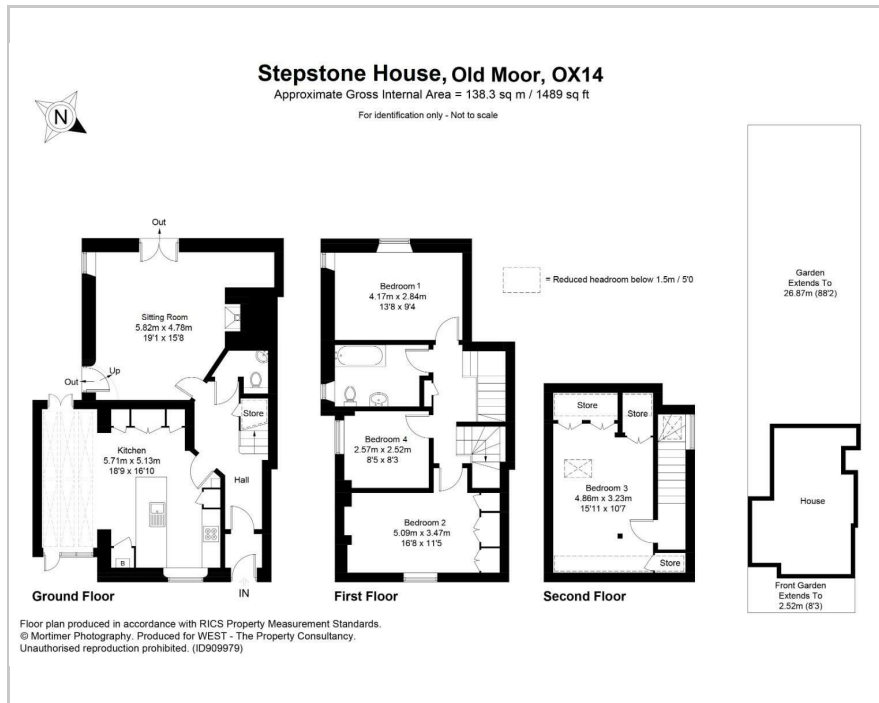 Stepstone House, Old Moor, OX14
Approximate Gross Internal Area = 138.3 sq m / 1489 sq ft
For identification only - Not to scale
N
Out
Sitting Room
5.82m x 4.78m
19'1 x 15'8
Up
Out
Store
Kitchen
5.71m x 5.13m
18'9 x 16'10
Hall
B
IN
Ground Floor
Bedroom 1
4.17m x 2.84m
13'8 x 9'4
Bedroom 4
2.57m x 2.52m
8'5 x 8'3
Bedroom 2
5.09m x 3.47m
16'8 x 11'5
First Floor
= Reduced headroom below 1.5m / 5'0
Store
Store
Bedroom 3
4.86m x 3.23m
15'11 x 10'7
Store
Second Floor
Garden
Extends To
26.87m (88'2)
House
Front Garden
Extends To
2.52m (8'3)
Floor plan produced in accordance with RICS Property Measurement Standards.
© Mortimer Photography. Produced for WEST - The Property Consultancy.
Unauthorised reproduction prohibited. (ID909979)